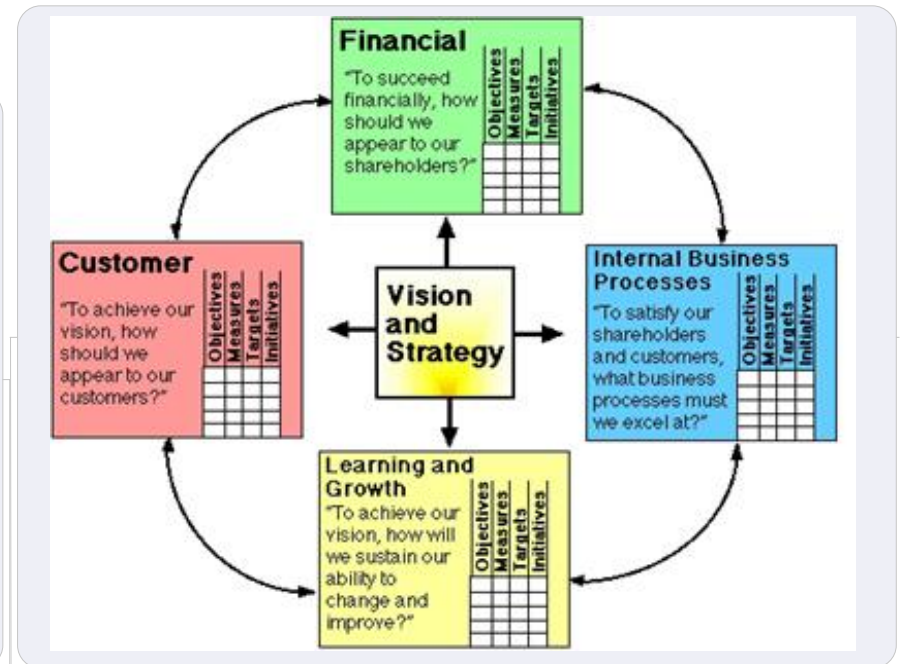 Financial
"To succeed
financially, how
should we
appear to our
shareholders?"
Objectives
Measures
Targets
Initiatives
Customer
"To achieve our
vision, how
should we
appear to our
customers?"
Objectives
Measures
Targets
Initiatives
Vision
and
Strategy
Internal Business
Processes
"To satisfy our
shareholders
and customers,
what business
processes must
we excel at?"
Objectives
Measures
Targets
Initiatives
Learning and
Growth
"To achieve our
vision, how will
we sustain our
ability to
change and
improve?"
Objectives
Measures
Targets
Initiatives